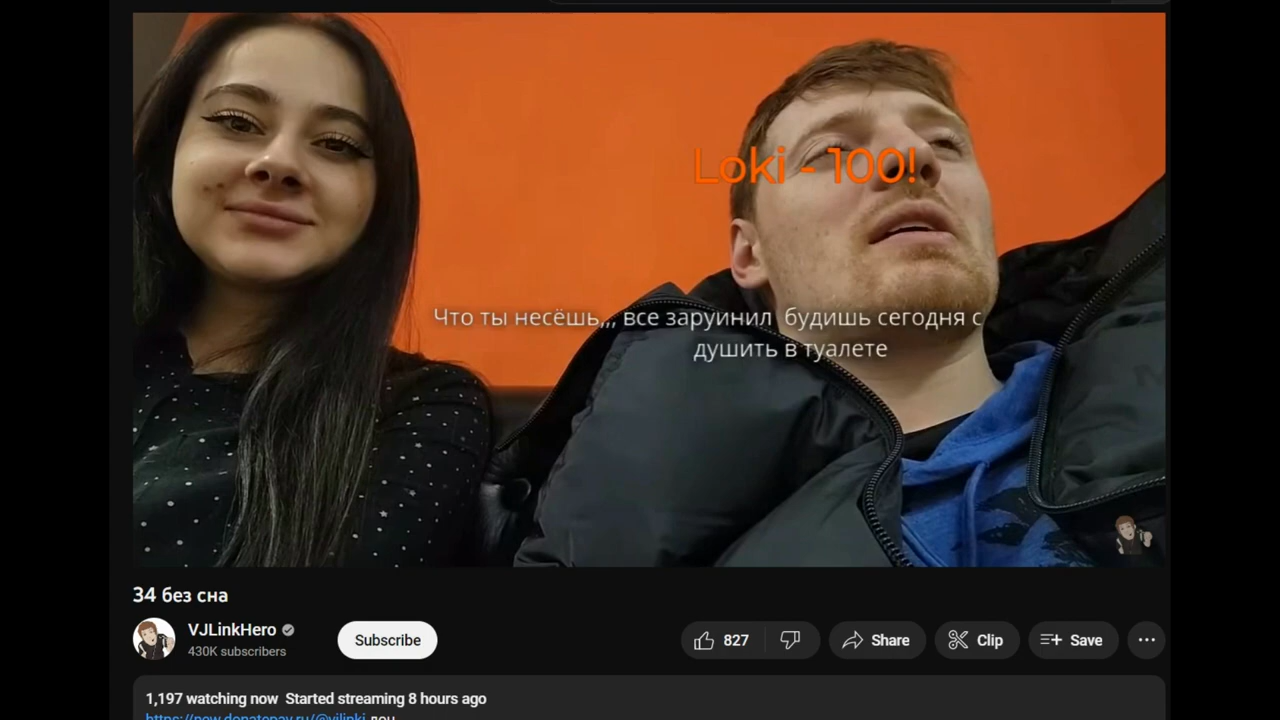 Loki - 100!
Что ты несёшь,,, все заруинил будишь сегодня с
душить в туалете
34 без сна
VJLinkHero
430K subscribers
Subscribe
827
Share
Clip
Save
1,197 watching now Started streaming 8 hours ago